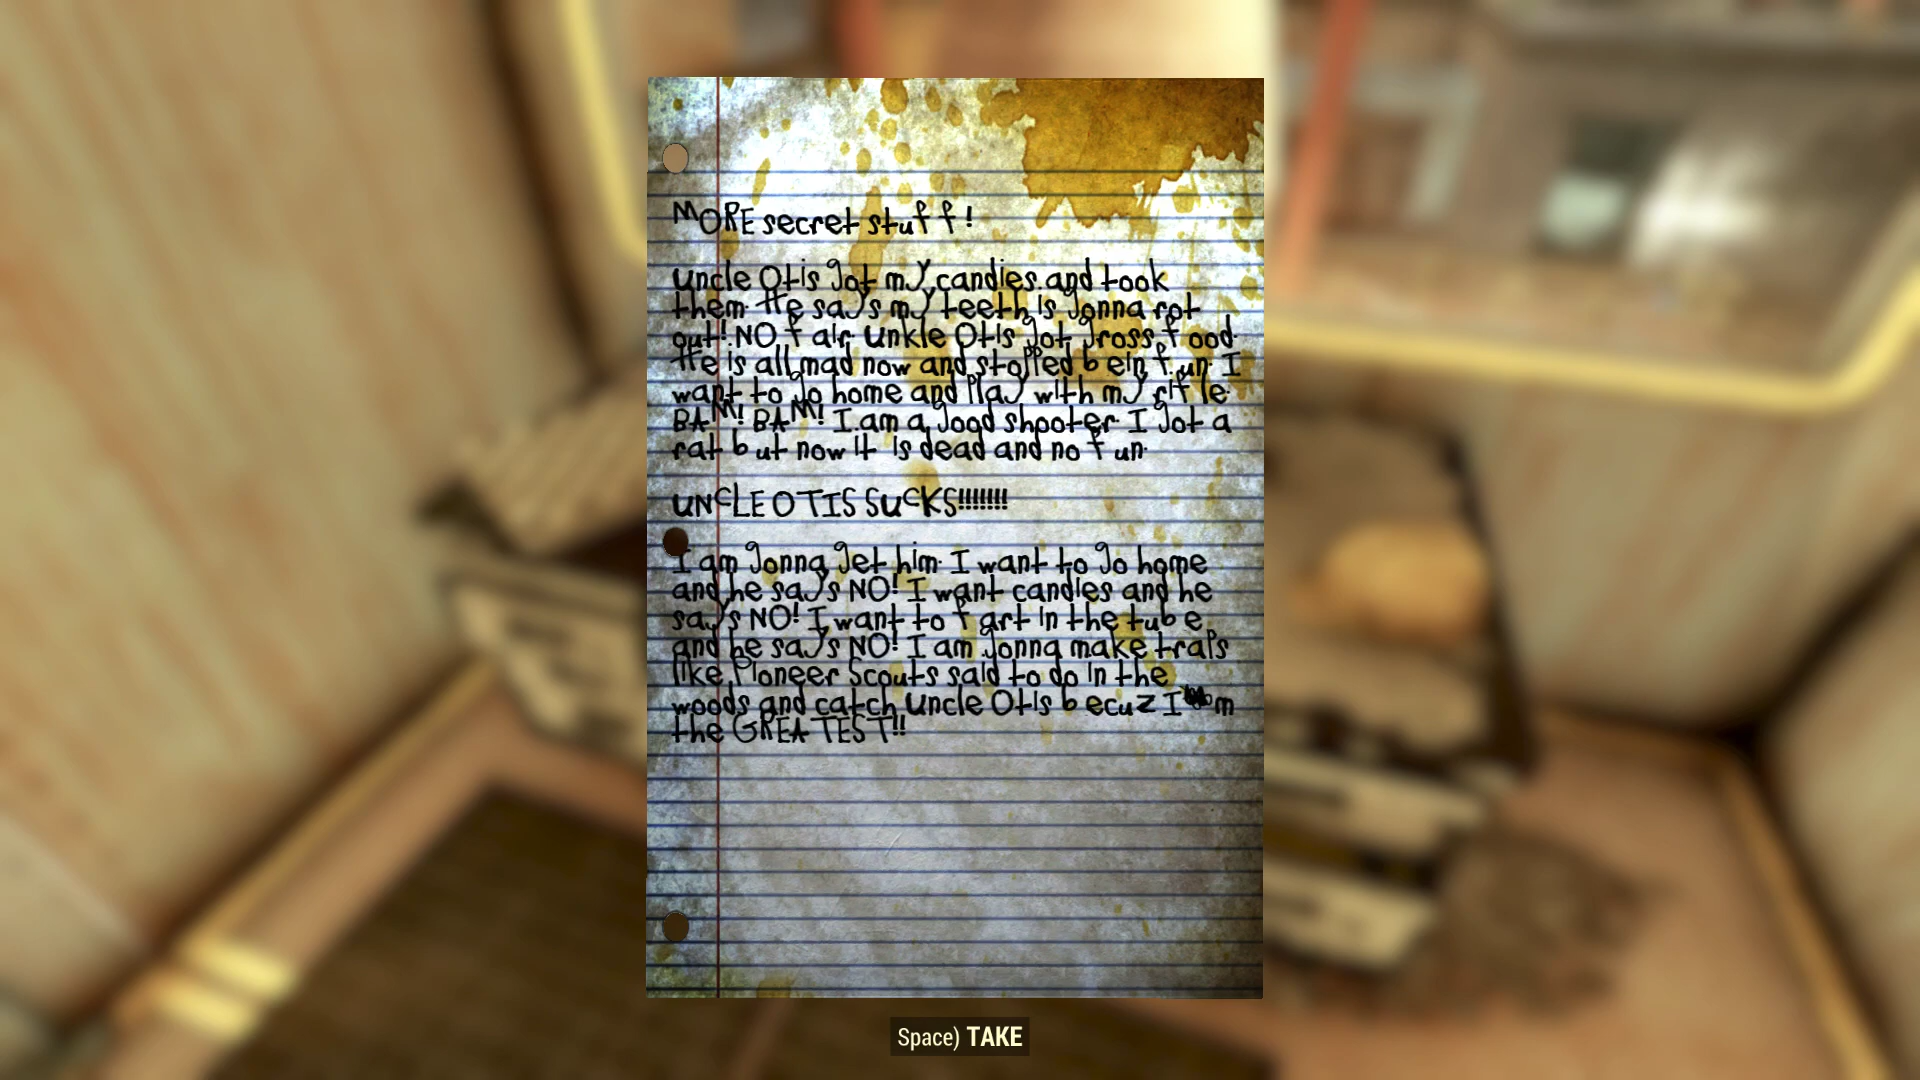 MORE secret stuff!
Uncle Otis got my candies and took
them. He says my teeth is gonna rot
out! NO fair. Unkle Otis got gross food.
He is all mad now and stopped bein fun. I
want to go home and play with my rifle.
BAM! BAM! I am a good shooter. I got a
rat but now it is dead and no fun.
UNCLE OTIS SUCKS!!!!!!!
I am gonna get him. I want to go home
and he says NO! I want candies and he
says NO! I want to fart in the tube
and he says NO! I am gonna make traps
like Pioneer Scouts said to do in the
woods and catch Uncle Otis becuz I m
the GREATEST!!
Space) TAKE